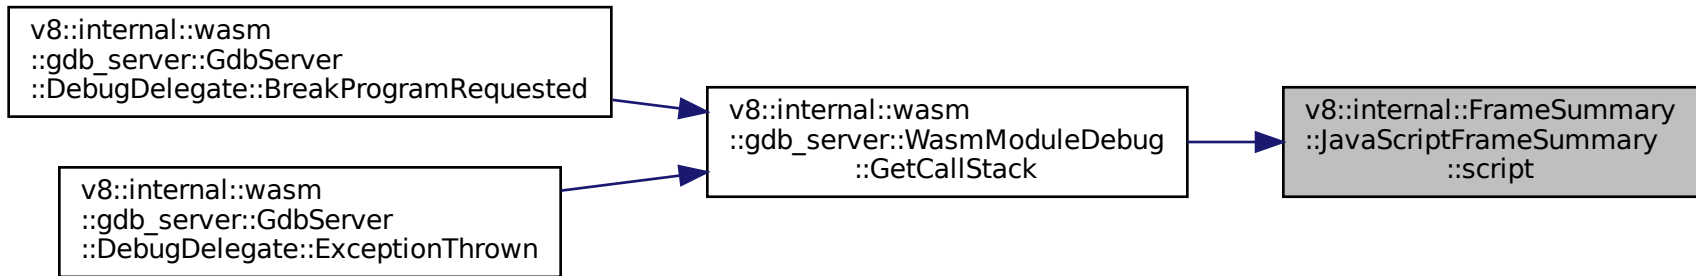 v8::internal::wasm
::gdb_server::GdbServer
::DebugDelegate::BreakProgramRequested
v8::internal::wasm
::gdb_server::GdbServer
::DebugDelegate::ExceptionThrown
v8::internal::wasm
::gdb_server::WasmModuleDebug
::GetCallStack
v8::internal::FrameSummary
::JavaScriptFrameSummary
::script